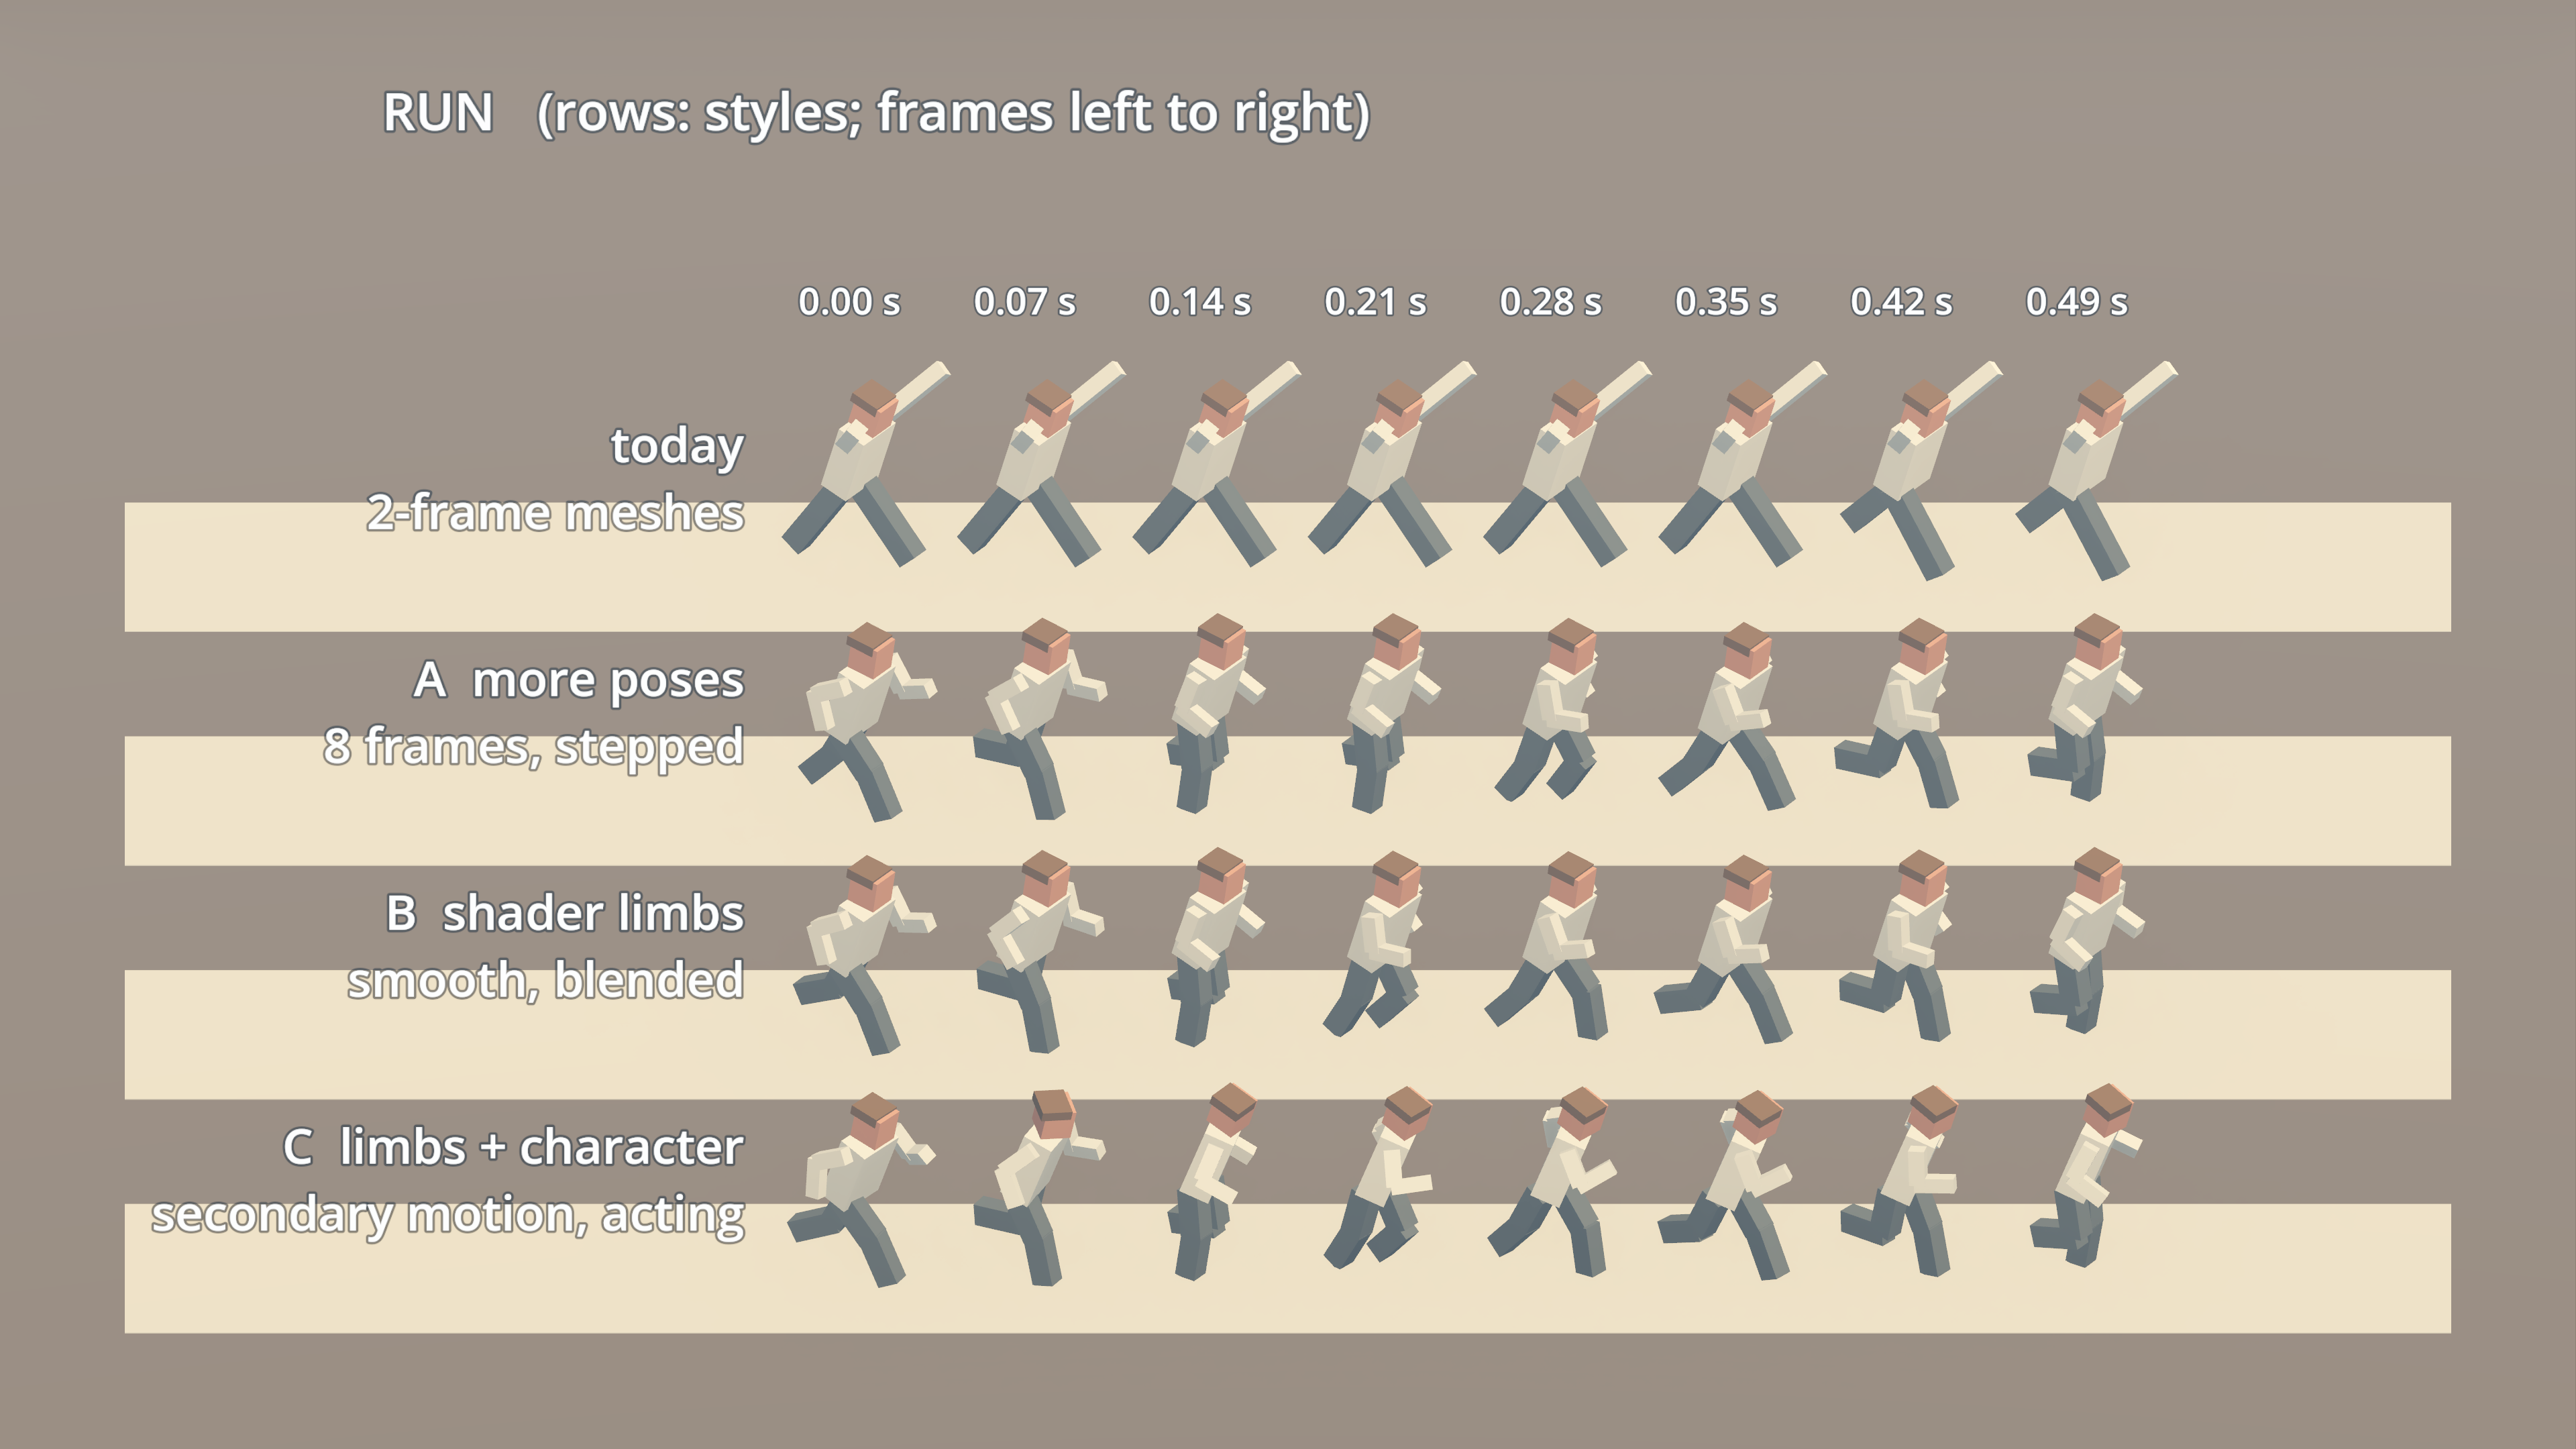 RUN (rows: styles; frames left to right)
0.00 s 0.07 s 0.14 s 0.21 s 0.28 s 0.35 s 0.42 s 0.49 s
today
2-frame meshes
A more poses
8 frames, stepped
B shader limbs
smooth, blended
C limbs + character
secondary motion, acting